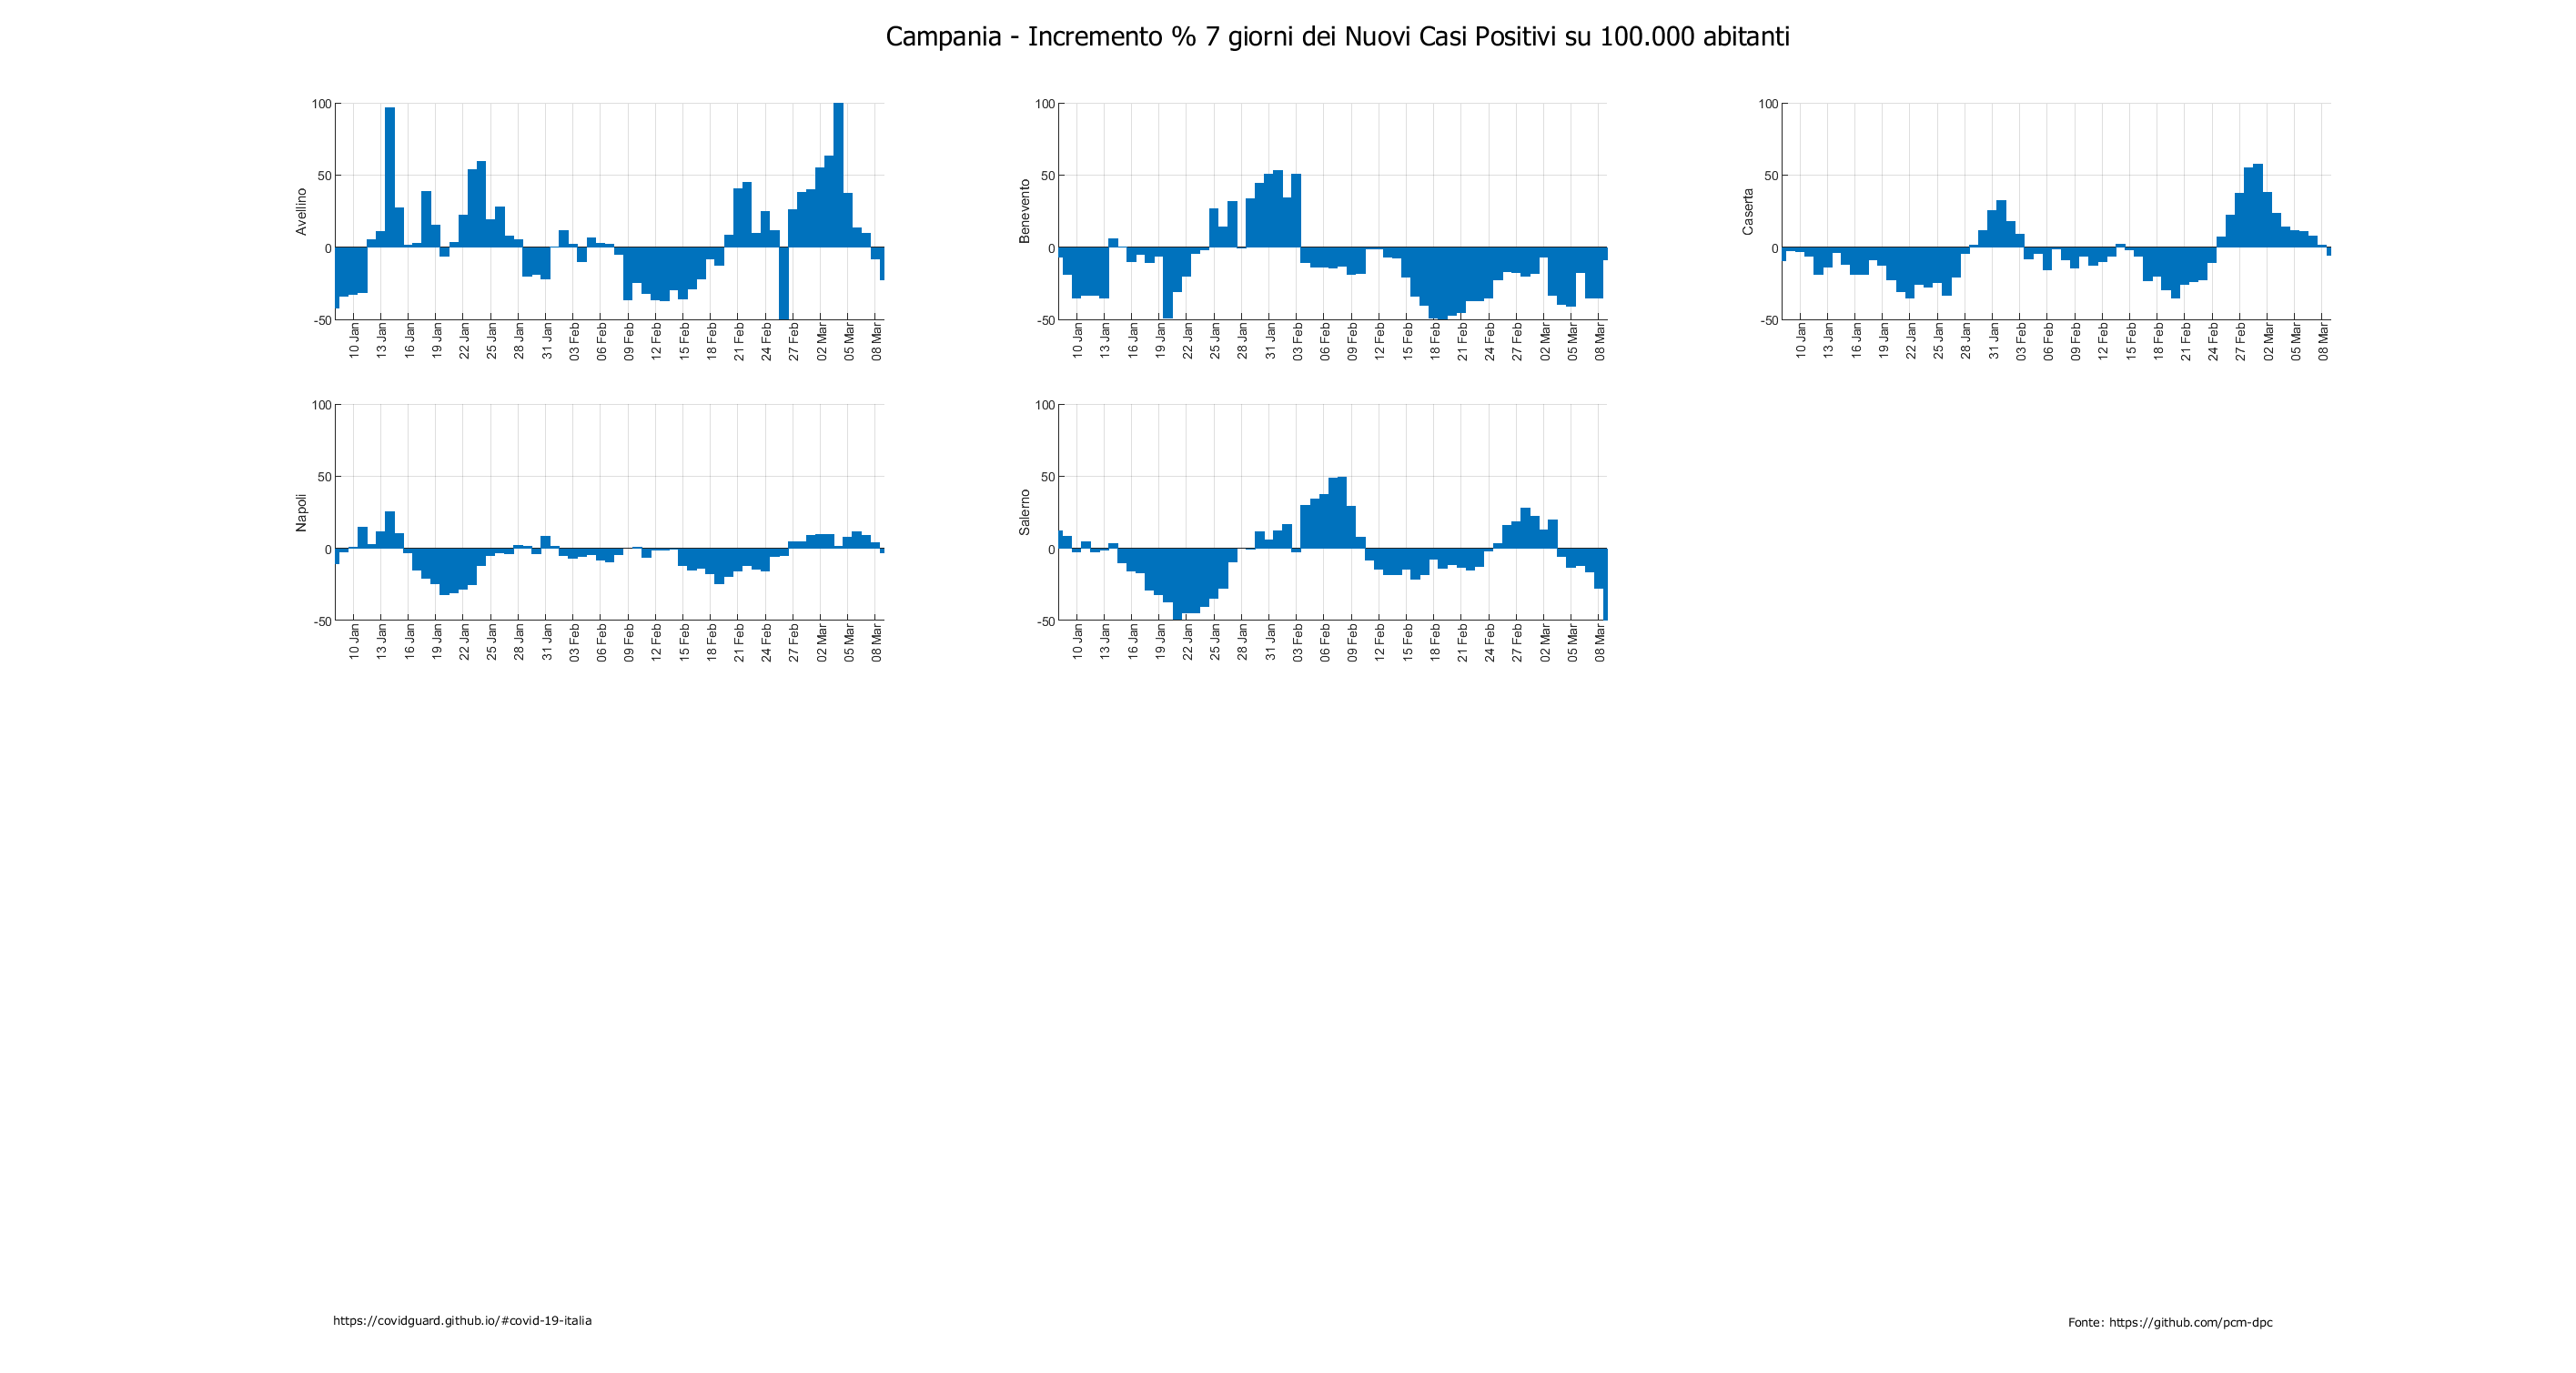 Campania - Incremento % 7 giorni dei Nuovi Casi Positivi su 100.000 abitanti
Avellino
100
50
0
-50
10 Jan 13 Jan 16 Jan 19 Jan 22 Jan 25 Jan 28 Jan 31 Jan 03 Feb 06 Feb 09 Feb 12 Feb 15 Feb 18 Feb 21 Feb 24 Feb 27 Feb 02 Mar 05 Mar 08 Mar
Benevento
100
50
0
-50
10 Jan 13 Jan 16 Jan 19 Jan 22 Jan 25 Jan 28 Jan 31 Jan 03 Feb 06 Feb 09 Feb 12 Feb 15 Feb 18 Feb 21 Feb 24 Feb 27 Feb 02 Mar 05 Mar 08 Mar
Caserta
100
50
0
-50
10 Jan 13 Jan 16 Jan 19 Jan 22 Jan 25 Jan 28 Jan 31 Jan 03 Feb 06 Feb 09 Feb 12 Feb 15 Feb 18 Feb 21 Feb 24 Feb 27 Feb 02 Mar 05 Mar 08 Mar
Napoli
100
50
0
-50
10 Jan 13 Jan 16 Jan 19 Jan 22 Jan 25 Jan 28 Jan 31 Jan 03 Feb 06 Feb 09 Feb 12 Feb 15 Feb 18 Feb 21 Feb 24 Feb 27 Feb 02 Mar 05 Mar 08 Mar
Salerno
100
50
0
-50
10 Jan 13 Jan 16 Jan 19 Jan 22 Jan 25 Jan 28 Jan 31 Jan 03 Feb 06 Feb 09 Feb 12 Feb 15 Feb 18 Feb 21 Feb 24 Feb 27 Feb 02 Mar 05 Mar 08 Mar
https://covidguard.github.io/#covid-19-italia
Fonte: https://github.com/pcm-dpc